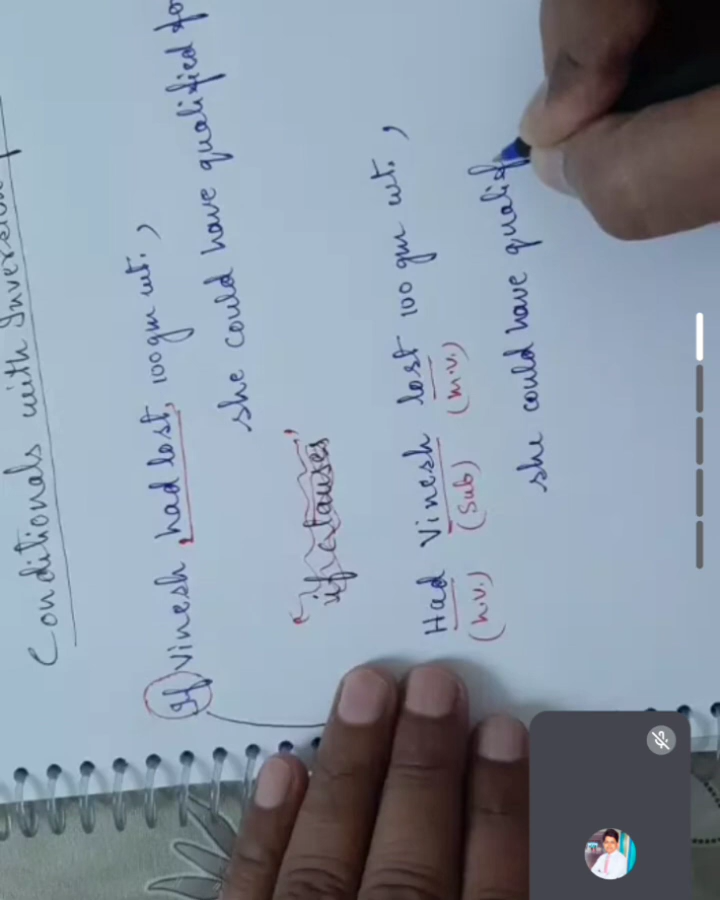 Conditionals with Inversion
If Vinesh had lost, 100 gm wt.,
she could have qualified for
"if clauses"
Had Vinesh lost 100 gm wt.,
(h.v.) (Sub) (m.v.)
she could have qualif